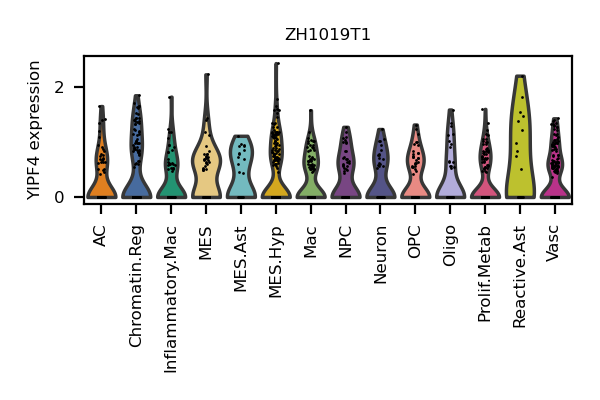 ZH1019T1
YIPF4 expression
2
0
AC
Chromatin.Reg
Inflammatory.Mac
MES
MES.Ast
MES.Hyp
Mac
NPC
Neuron
OPC
Oligo
Prolif.Metab
Reactive.Ast
Vasc